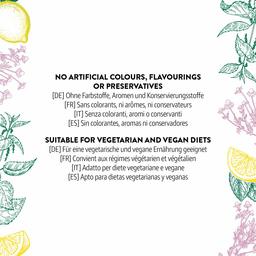 NO ARTIFICIAL COLOURS, FLAVOURINGS
OR PRESERVATIVES
[DE] Ohne Farbstoffe, Aromen und Konservierungsstoffe
[FR] Sans colorants, ni arômes, ni conservateurs
[IT] Senza coloranti, aromi o conservanti
[ES] Sin colorantes, aromas ni conservadores
SUITABLE FOR VEGETARIAN AND VEGAN DIETS
[DE] Für eine vegetarische und vegane Ernährung geeignet
[FR] Convient aux régimes végétarien et végétalien
[IT] Adatto per diete vegetariane e vegane
[ES] Apto para dietas vegetarianas y veganas